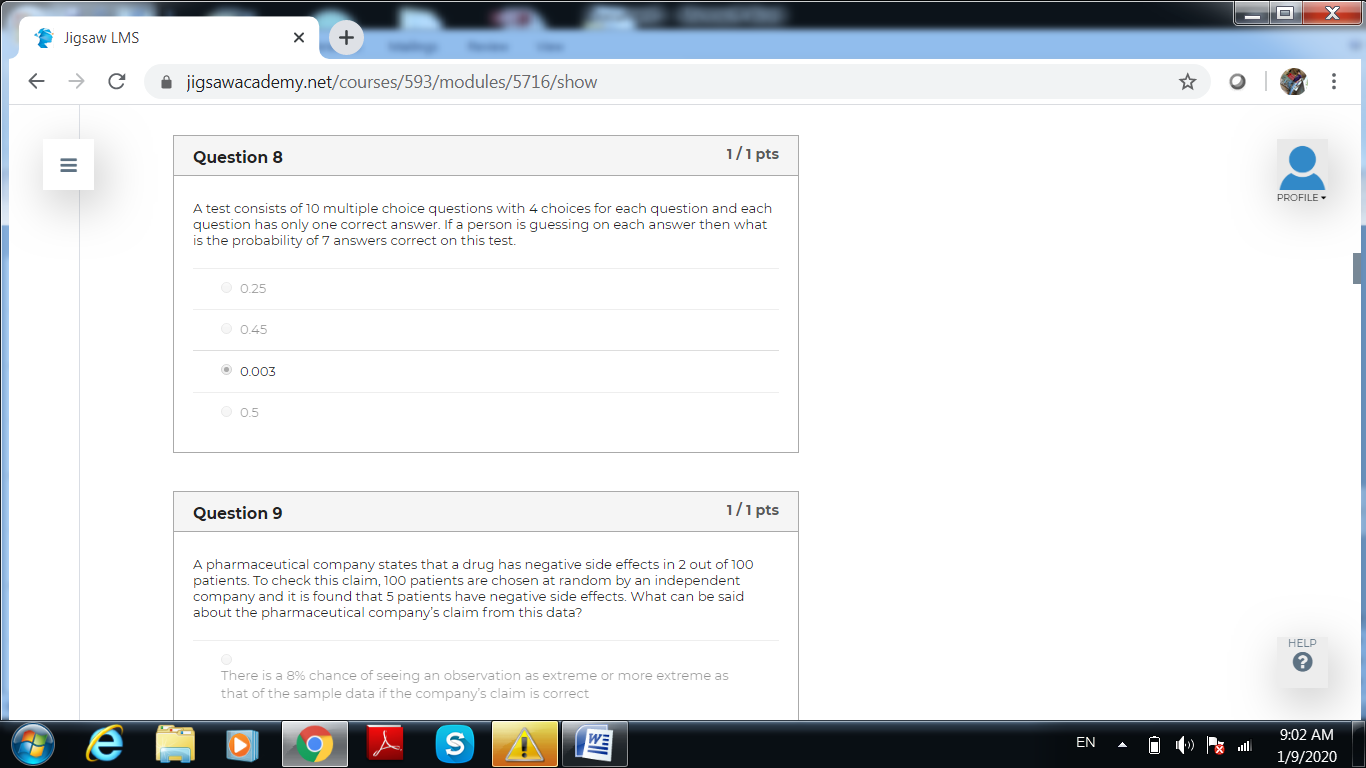 Jigsaw LMS
Mailings Review View
jigsawacademy.net/courses/593/modules/5716/show
Question 8
1 / 1 pts
PROFILE
A test consists of 10 multiple choice questions with 4 choices for each question and each
question has only one correct answer. If a person is guessing on each answer then what
is the probability of 7 answers correct on this test.
0.25
0.45
0.003
0.5
Question 9
1 / 1 pts
A pharmaceutical company states that a drug has negative side effects in 2 out of 100
patients. To check this claim, 100 patients are chosen at random by an independent
company and it is found that 5 patients have negative side effects. What can be said
about the pharmaceutical company's claim from this data?
HELP
There is a 8% chance of seeing an observation as extreme or more extreme as
that of the sample data if the company's claim is correct
EN
9:02 AM
1/9/2020